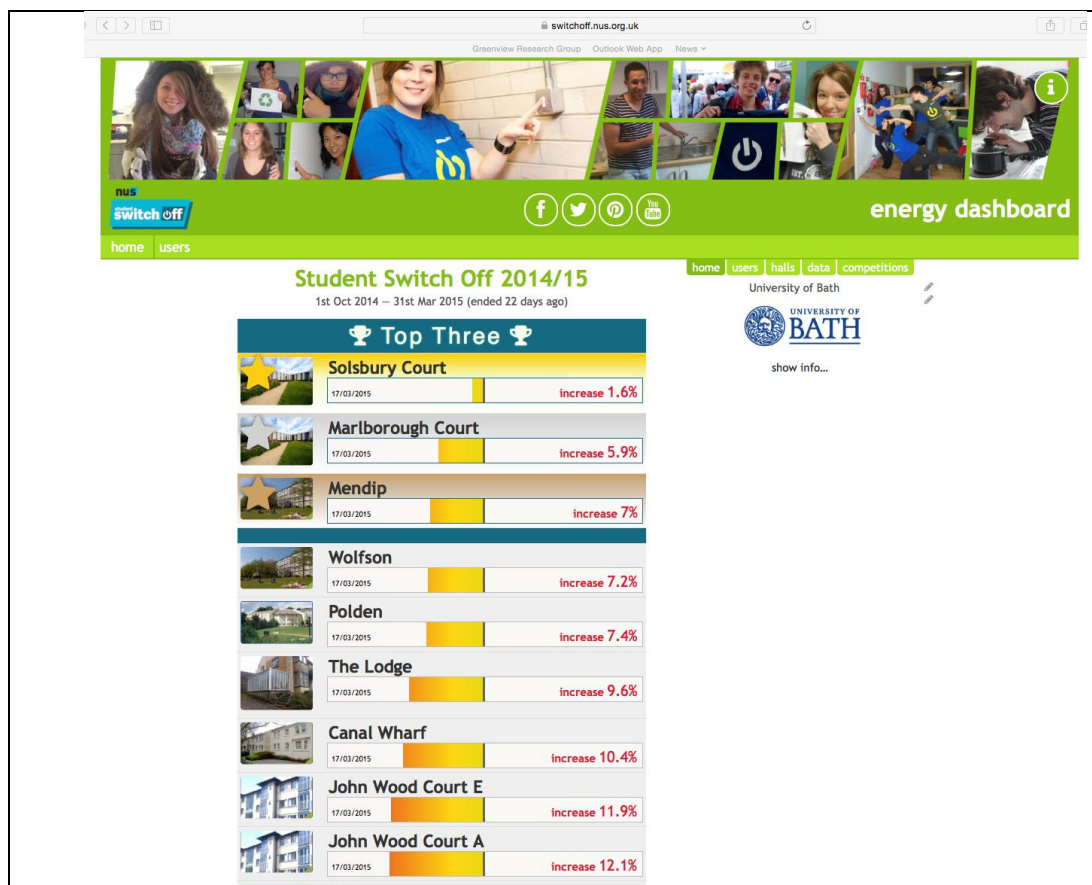 switchoff.nus.org.uk
Greenview Research Group Outlook Web App News
i
nus
student
switch off
f
You
Tube
energy dashboard
home users
Student Switch Off 2014/15
1st Oct 2014 — 31st Mar 2015 (ended 22 days ago)
home users halls data competitions
University of Bath
UNIVERSITY OF
BATH
show info...
Top Three
Solsbury Court
17/03/2015 increase 1.6%
Marlborough Court
17/03/2015 increase 5.9%
Mendip
17/03/2015 increase 7%
Wolfson
17/03/2015 increase 7.2%
Polden
17/03/2015 increase 7.4%
The Lodge
17/03/2015 increase 9.6%
Canal Wharf
17/03/2015 increase 10.4%
John Wood Court E
17/03/2015 increase 11.9%
John Wood Court A
17/03/2015 increase 12.1%